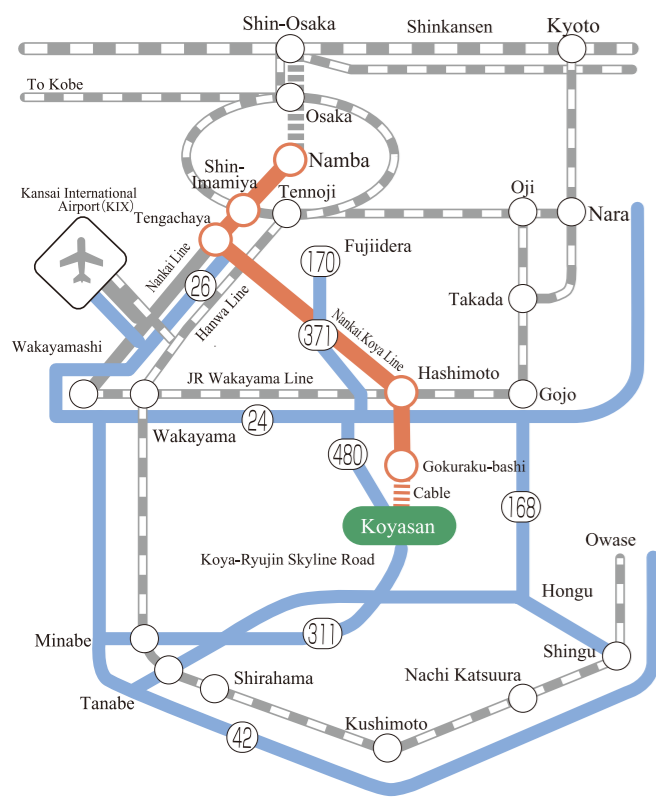 Shin-Osaka
Shinkansen
Kyoto
To Kobe
Osaka
Namba
Shin-
Imamiya
Tennoji
Oji
Kansai International
Airport(KIX)
Tengachaya
Nara
Nankai Line
26
170
Fujiidera
Hanwa Line
Takada
371
Nankai Koya Line
Wakayamashi
JR Wakayama Line
Hashimoto
Gojo
Wakayama
24
480
Gokuraku-bashi
Cable
168
Koyasan
Owase
Koya-Ryujin Skyline Road
Hongu
Minabe
311
Shingu
Tanabe
Shirahama
Nachi Katsuura
Kushimoto
42